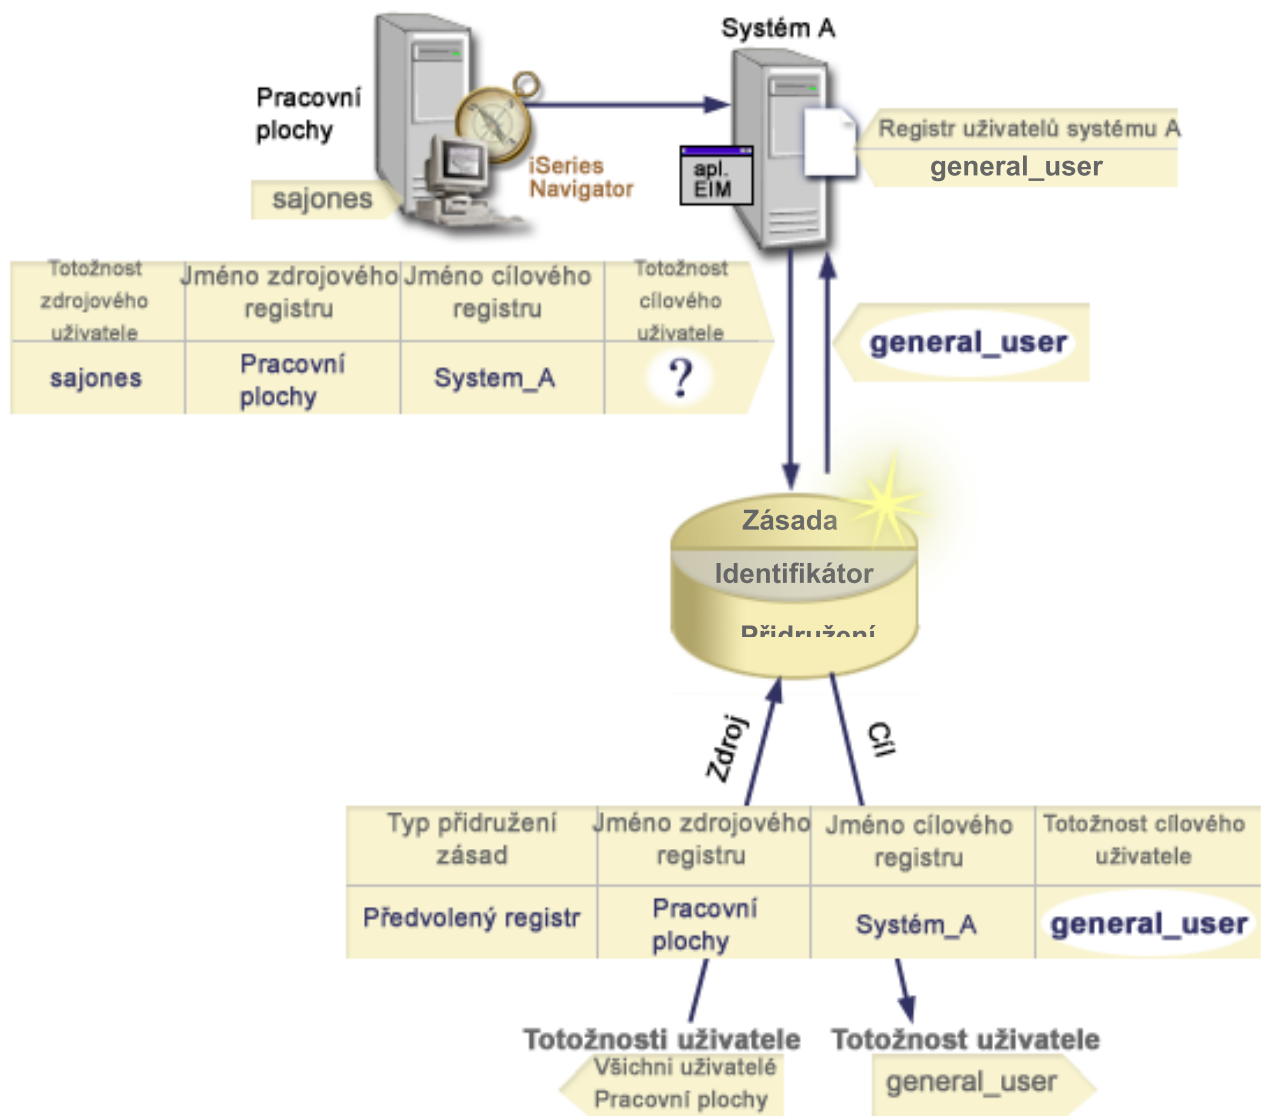 Systém A
Pracovní
plochy
Registr uživatelů systému A
general_user
apl.
EIM
iSeries
Navigator
sajones
Totožnost
zdrojového
uživatele
Jméno zdrojového
registru
Jméno cílového
registru
Totožnost
cílového
uživatele
sajones
Pracovní
plochy
System_A
?
general_user
Zásada
Identifikátor
Přidružení
Zdroj
Cíl
Typ přidružení
zásad
Jméno zdrojového
registru
Jméno cílového
registru
Totožnost cílového
uživatele
Předvolený registr
Pracovní
plochy
Systém_A
general_user
Totožnosti uživatele
Všichni uživatelé
Pracovní plochy
Totožnost uživatele
general_user